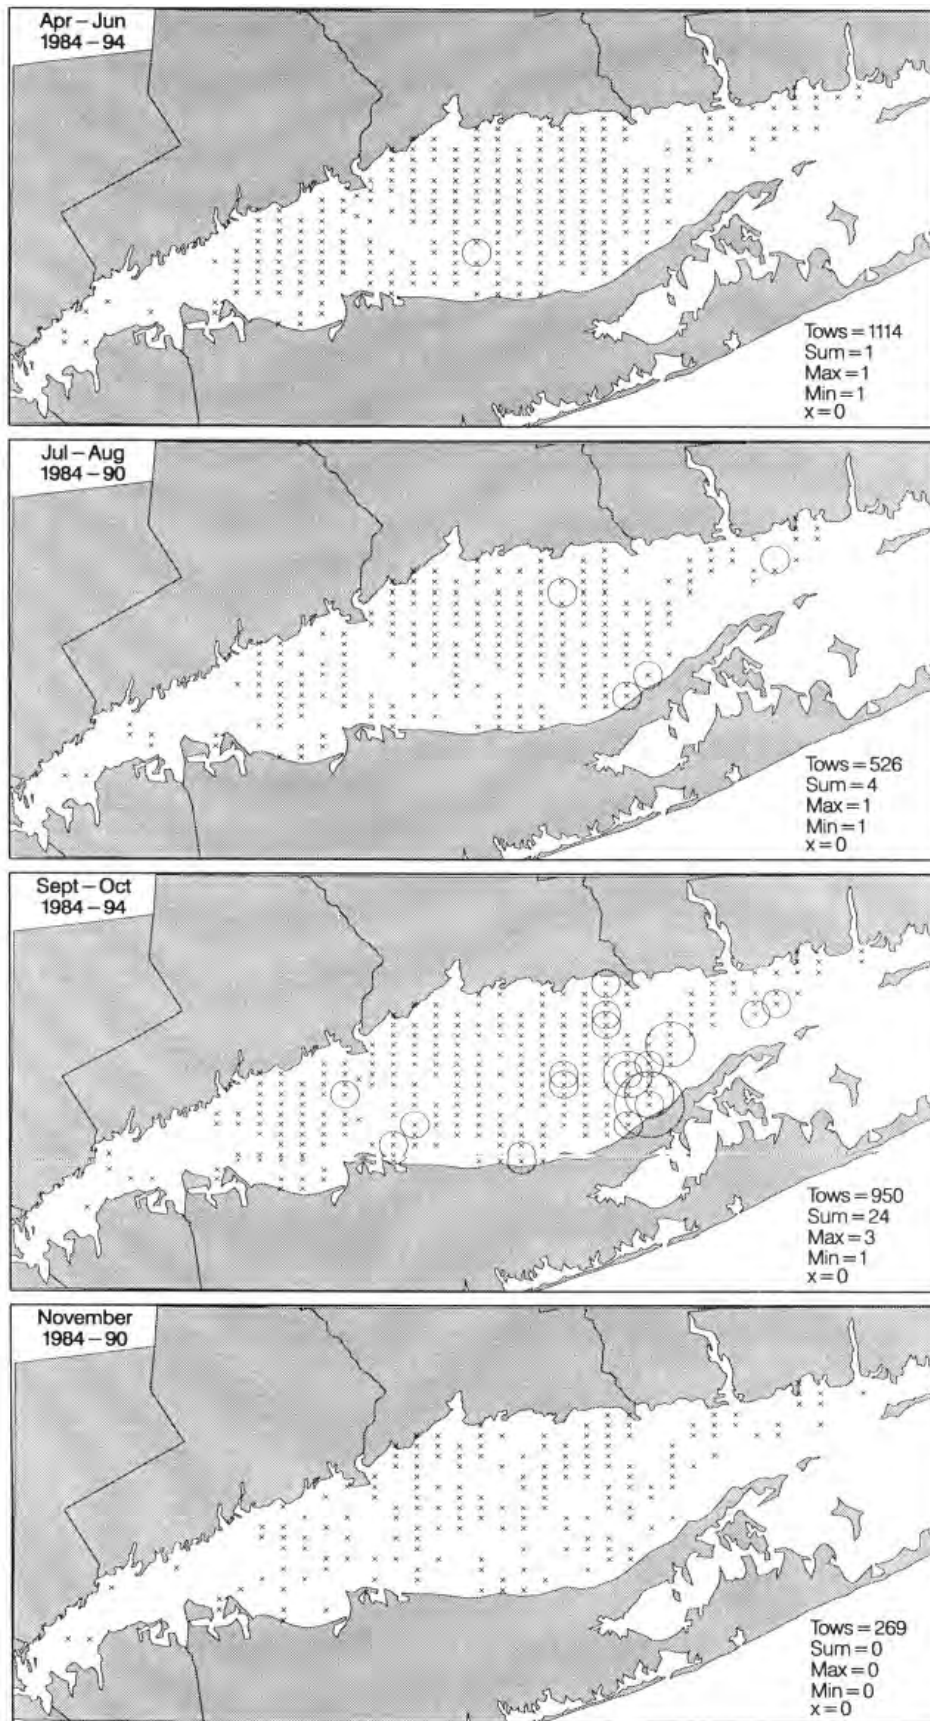 Apr – Jun
1984 – 94
Tows = 1114
Sum = 1
Max = 1
Min = 1
x = 0
Jul – Aug
1984 – 90
Tows = 526
Sum = 4
Max = 1
Min = 1
x = 0
Sept – Oct
1984 – 94
Tows = 950
Sum = 24
Max = 3
Min = 1
x = 0
November
1984 – 90
Tows = 269
Sum = 0
Max = 0
Min = 0
x = 0